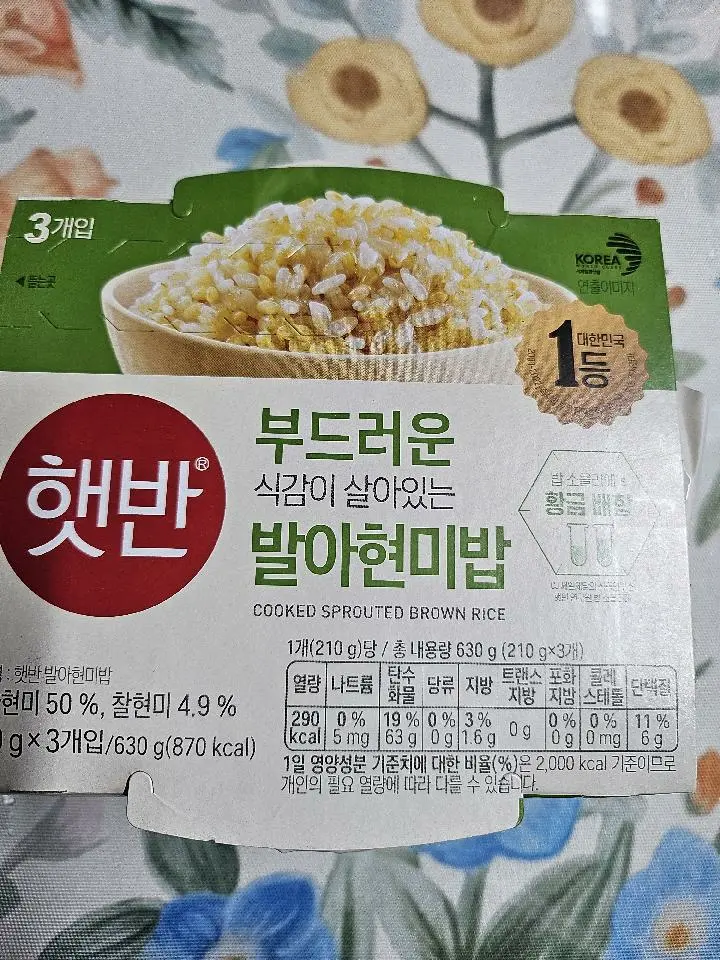 3개입
◀ 뜯는곳
KOREA
연출이미지
대한민국
1등
햇반®
부드러운
식감이 살아있는
발아현미밥
COOKED SPROUTED BROWN RICE
밥 소믈리에의
황금 배합
1개(210 g)당 / 총 내용량 630 g (210 g×3개)
열량 나트륨 탄수화물 당류 지방 트랜스지방 포화지방 콜레스테롤 단백질
290 kcal 0 % 5 mg 19 % 63 g 0 % 0 g 3 % 1.6 g 0 g 0 % 0 g 0 % 0 mg 11 % 6 g
1일 영양성분 기준치에 대한 비율(%)은 2,000 kcal 기준이므로
개인의 필요 열량에 따라 다를 수 있습니다.
: 햇반 발아현미밥
현미 50 %, 찰현미 4.9 %
g×3개입/630 g(870 kcal)